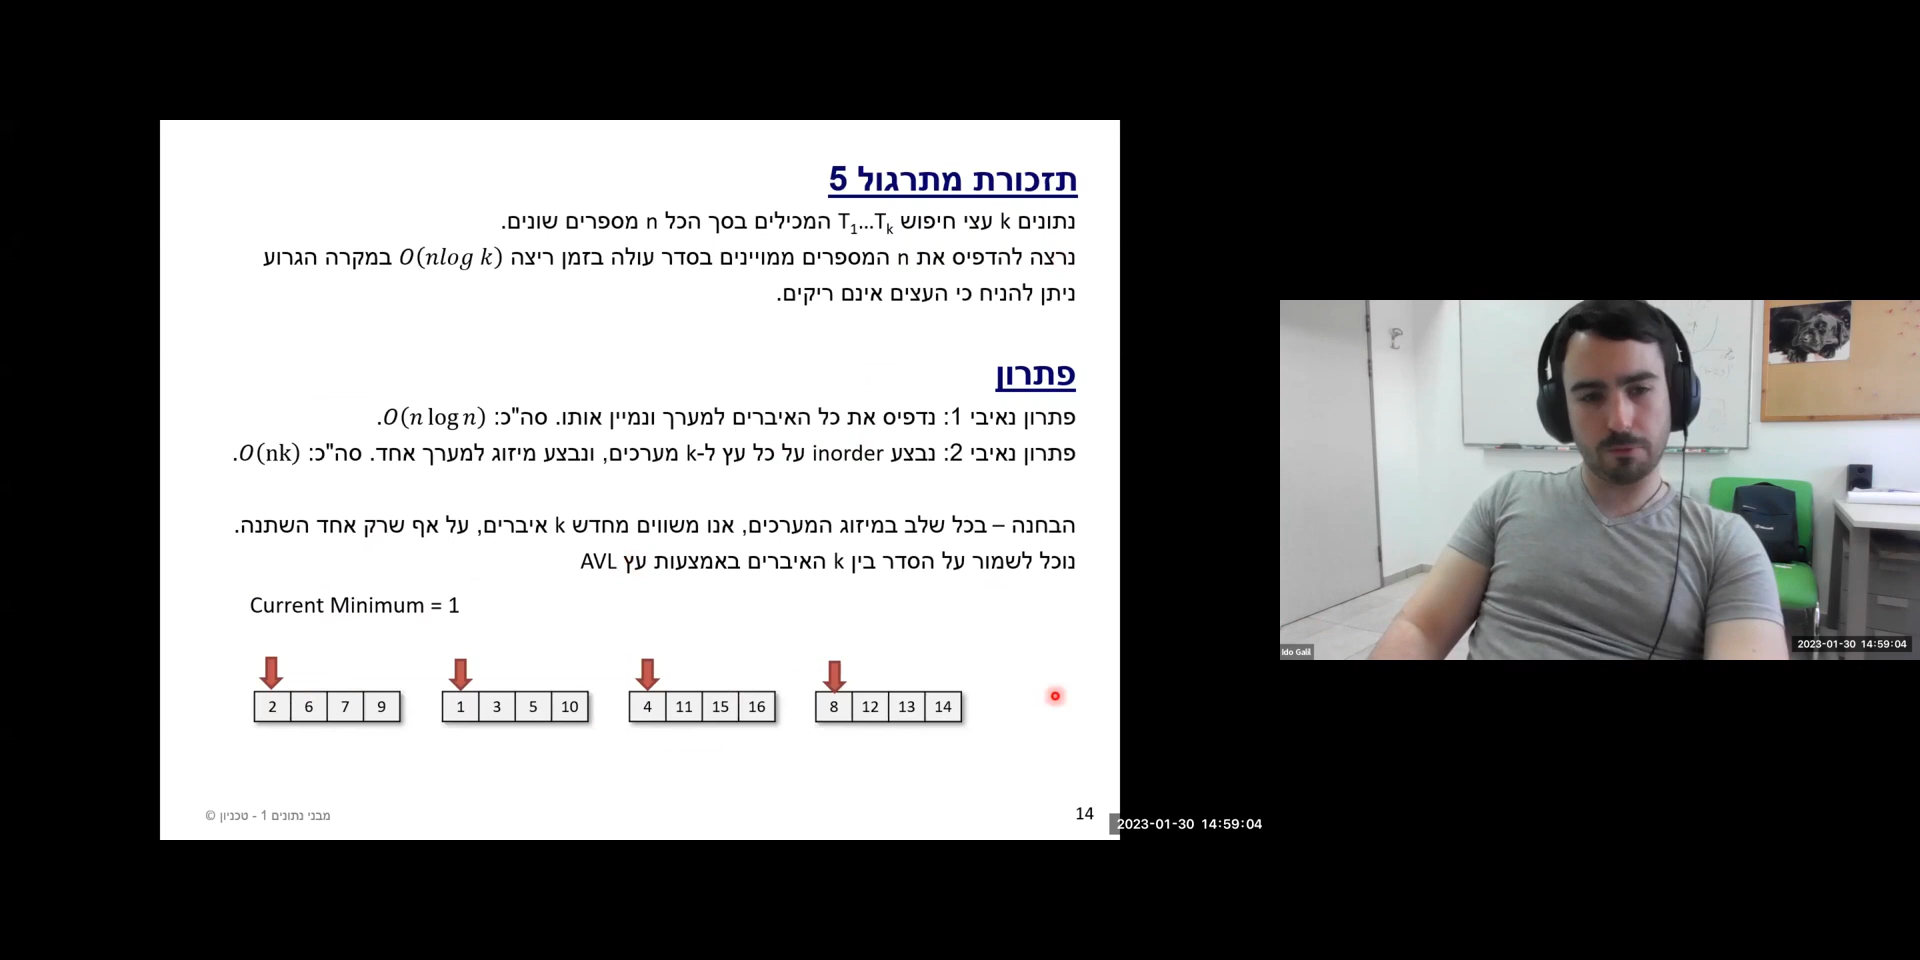 תזכורת מתרגול 5
נתונים k עצי חיפוש T1...Tk המכילים בסך הכל n מספרים שונים.
נרצה להדפיס את n המספרים ממויינים בסדר עולה בזמן ריצה O(nlog k) במקרה הגרוע
ניתן להניח כי העצים אינם ריקים.
פתרון
פתרון נאיבי 1: נדפיס את כל האיברים למערך ונמיין אותו. סה"כ: O(n log n).
פתרון נאיבי 2: נבצע inorder על כל עץ ל-k מערכים, ונבצע מיזוג למערך אחד. סה"כ: O(nk).
הבחנה – בכל שלב במיזוג המערכים, אנו משווים מחדש k איברים, על אף שרק אחד השתנה.
נוכל לשמור על הסדר בין k האיברים באמצעות עץ AVL
Current Minimum = 1
2 6 7 9 1 3 5 10 4 11 15 16 8 12 13 14
מבני נתונים 1 - טכניון ©
14
2023-01-30 14:59:04
Ido Galil
2023-01-30 14:59:04